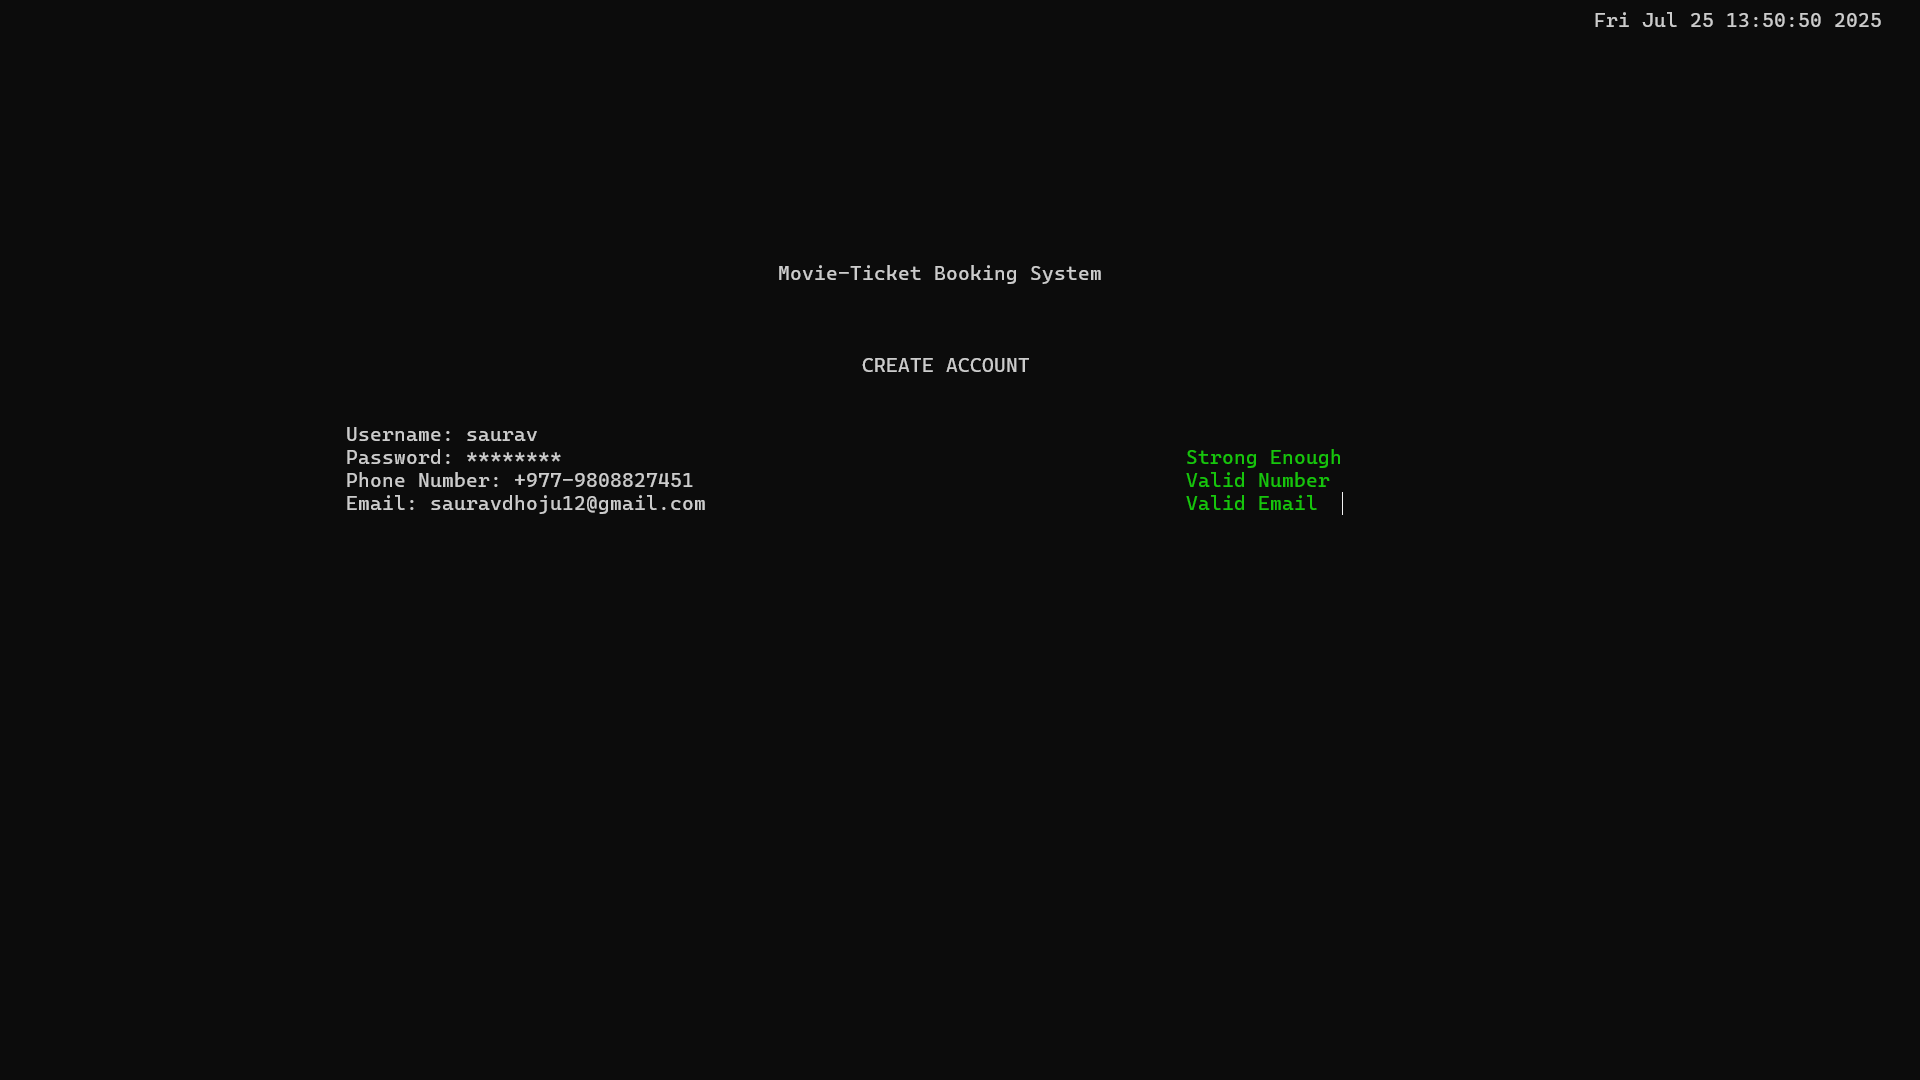 Fri Jul 25 13:50:50 2025
Movie-Ticket Booking System
CREATE ACCOUNT
Username: saurav
Password: ******** Strong Enough
Phone Number: +977-9808827451 Valid Number
Email: sauravdhoju12@gmail.com Valid Email